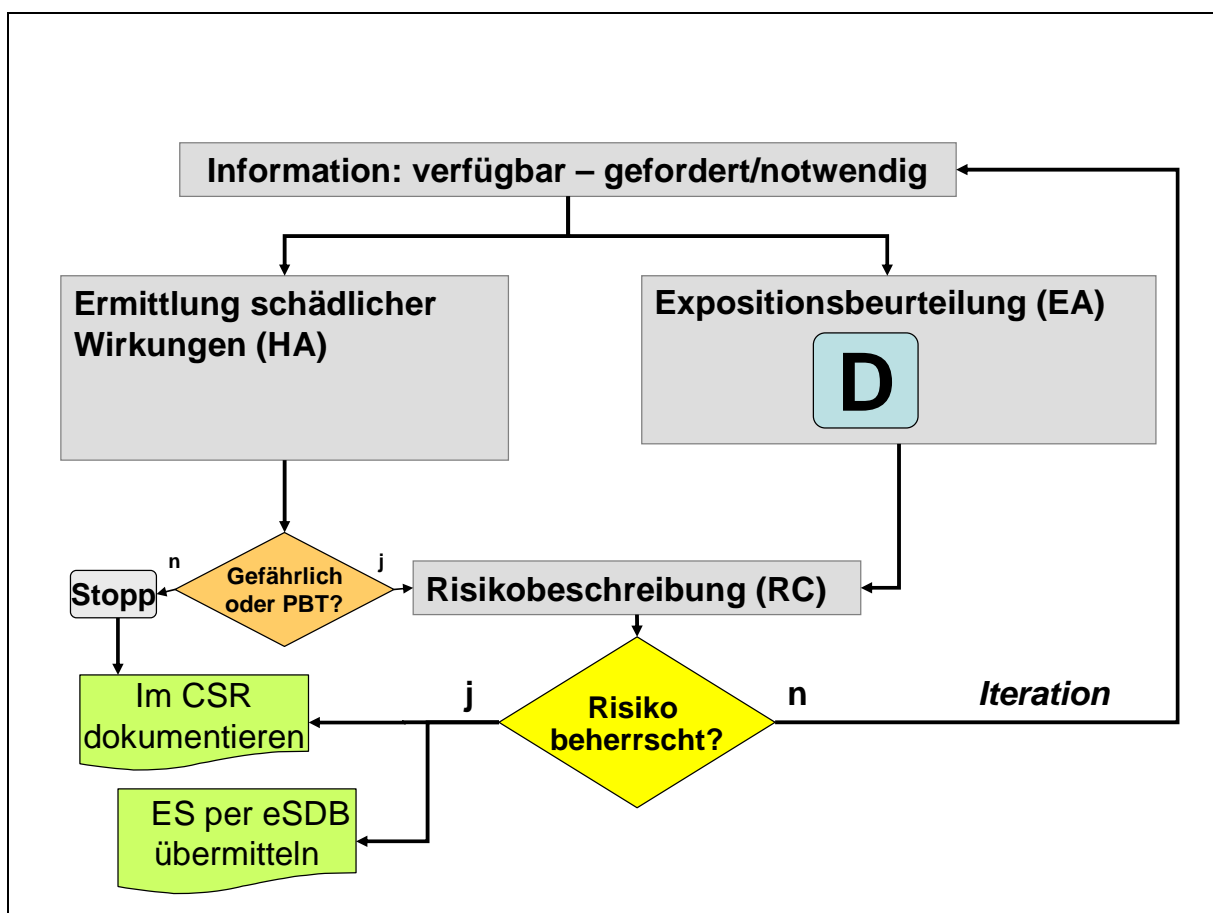 Information: verfügbar – gefordert/notwendig
Ermittlung schädlicher
Wirkungen (HA)
Expositionsbeurteilung (EA)
D
n
j
Gefährlich
oder PBT?
Stopp
Risikobeschreibung (RC)
Im CSR
dokumentieren
j
Risiko
beherrscht?
n
Iteration
ES per eSDB
übermitteln